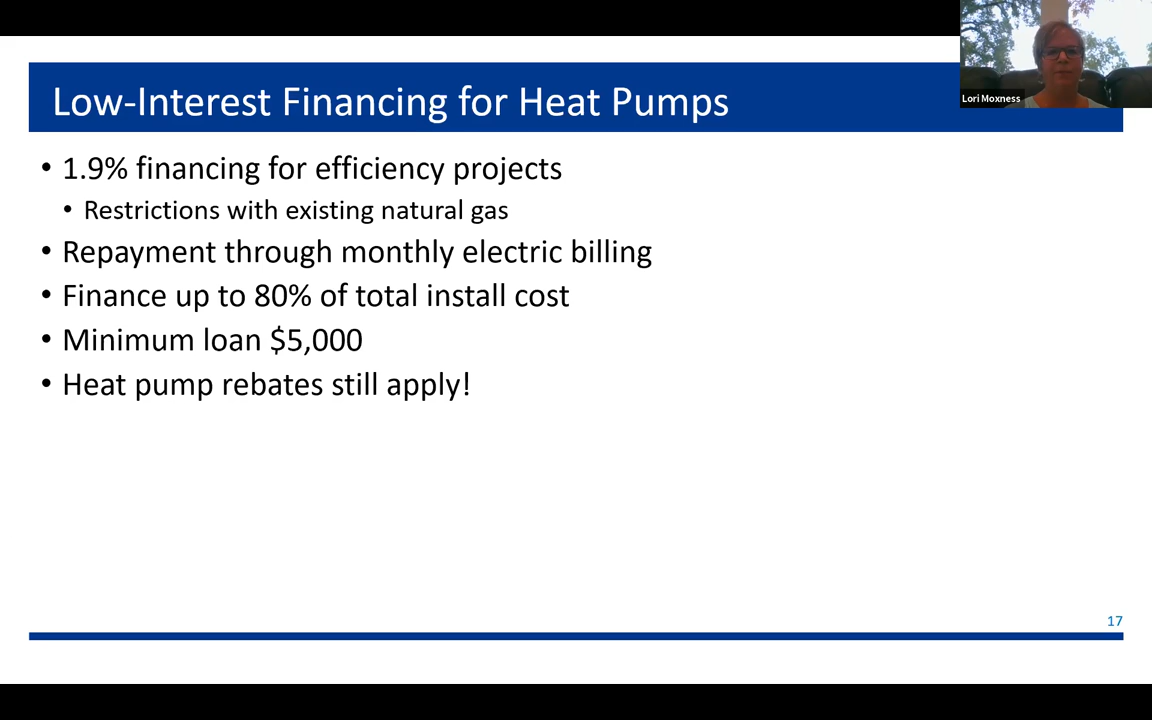 Low-Interest Financing for Heat Pumps
Lori Moxness
• 1.9% financing for efficiency projects
• Restrictions with existing natural gas
• Repayment through monthly electric billing
• Finance up to 80% of total install cost
• Minimum loan $5,000
• Heat pump rebates still apply!
17